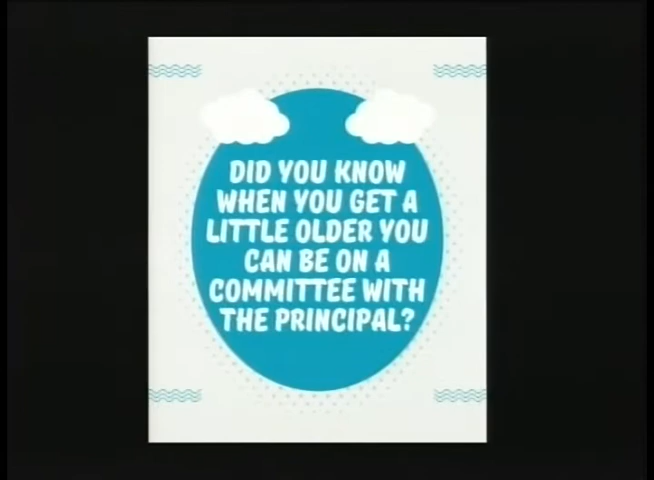 DID YOU KNOW
WHEN YOU GET A
LITTLE OLDER YOU
CAN BE ON A
COMMITTEE WITH
THE PRINCIPAL?